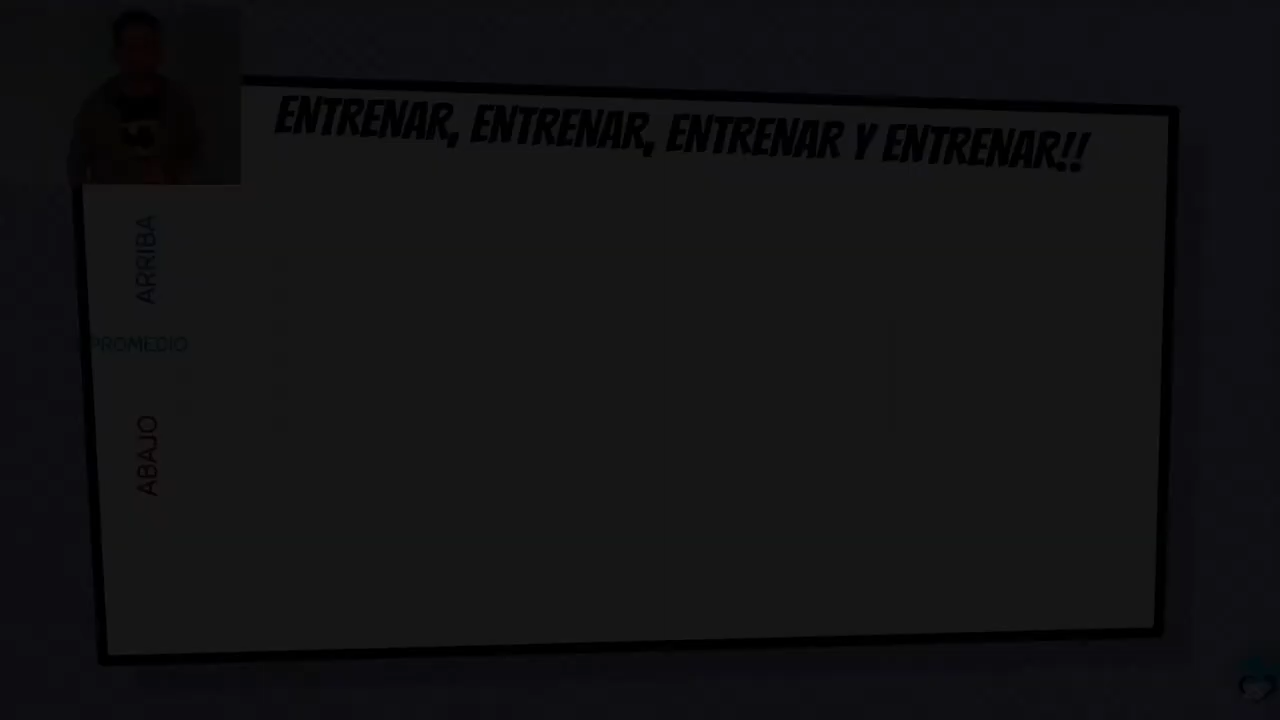 ENTRENAR, ENTRENAR, ENTRENAR Y ENTRENAR!!
ARRIBA
PROMEDIO
ABAJO